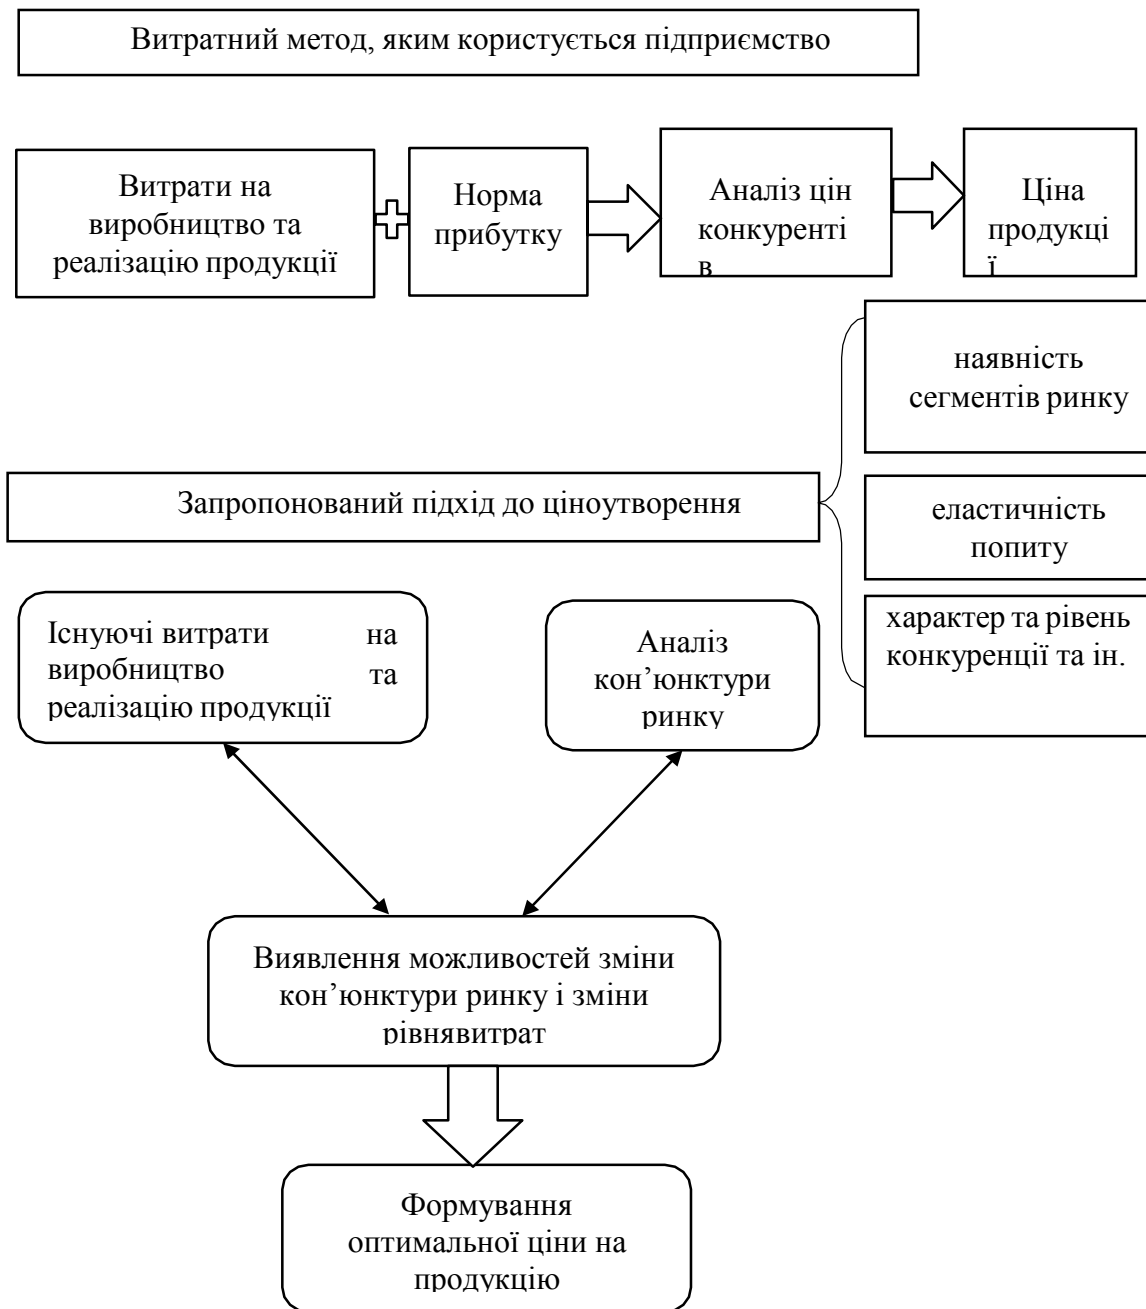 Витратний метод, яким користується підприємство
Витрати на
виробництво та
реалізацію продукції
Норма
прибутку
Аналіз цін
конкуренті
в
Ціна
продукці
ї
наявність
сегментів ринку
Запропонований підхід до ціноутворення
еластичність
попиту
характер та рівень
конкуренції та ін.
Існуючі витрати на
виробництво та
реалізацію продукції
Аналіз
кон’юнктури
ринку
Виявлення можливостей зміни
кон’юнктури ринку і зміни
рівнявитрат
Формування
оптимальної ціни на
продукцію